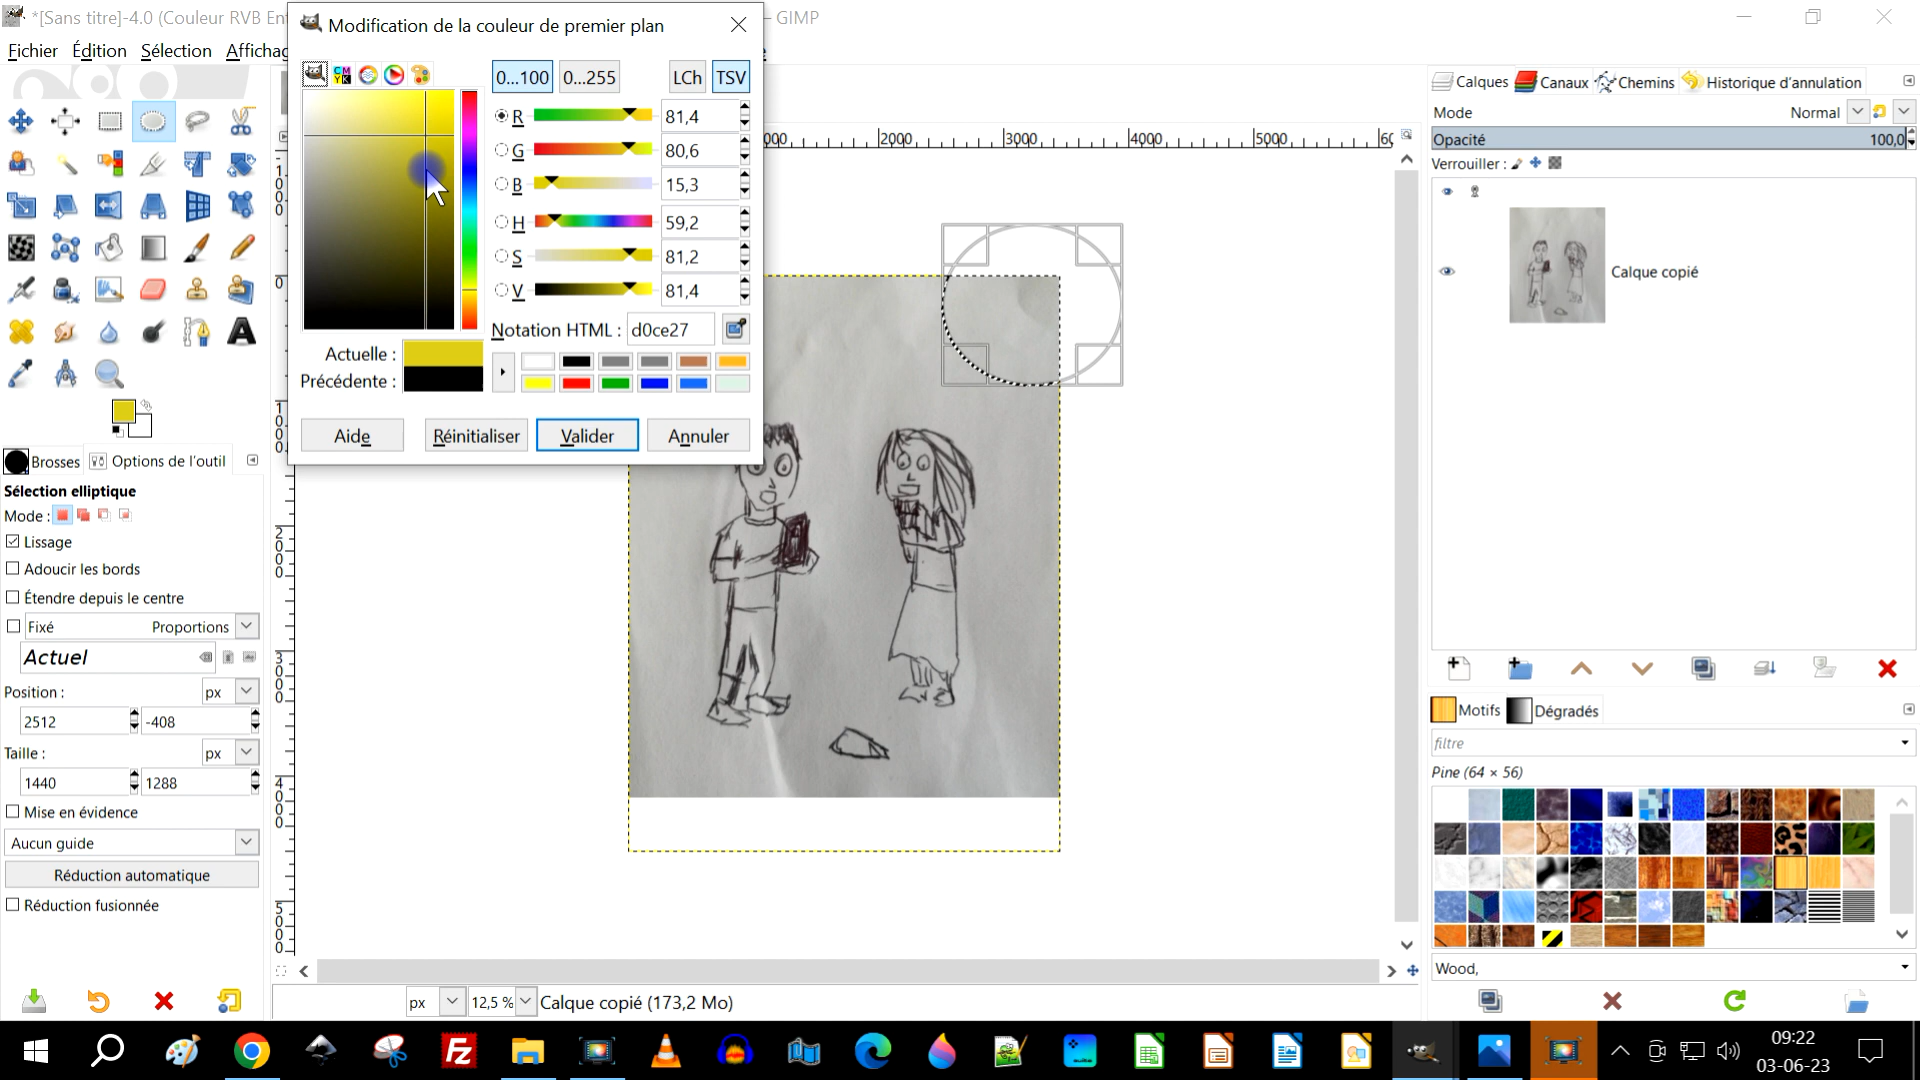 *[Sans titre]-4.0 (Couleur RVB Ent
– GIMP
Fichier Édition Sélection Affichag
Modification de la couleur de premier plan
0...100 0...255 LCh TSV
R 81,4
G 80,6
B 15,3
H 59,2
S 81,2
V 81,4
Notation HTML : d0ce27
Actuelle :
Précédente :
Aide Réinitialiser Valider Annuler
Brosses Options de l'outil
Sélection elliptique
Mode :
Lissage
Adoucir les bords
Étendre depuis le centre
Fixé Proportions
Actuel
Position : px
2512 -408
Taille : px
1440 1288
Mise en évidence
Aucun guide
Réduction automatique
Réduction fusionnée
2000 3000 4000 5000
px 12,5 % Calque copié (173,2 Mo)
Calques Canaux Chemins Historique d'annulation
Mode Normal
Opacité 100,0
Verrouiller :
Calque copié
Motifs Dégradés
filtre
Pine (64 × 56)
Wood,
09:22
03-06-23